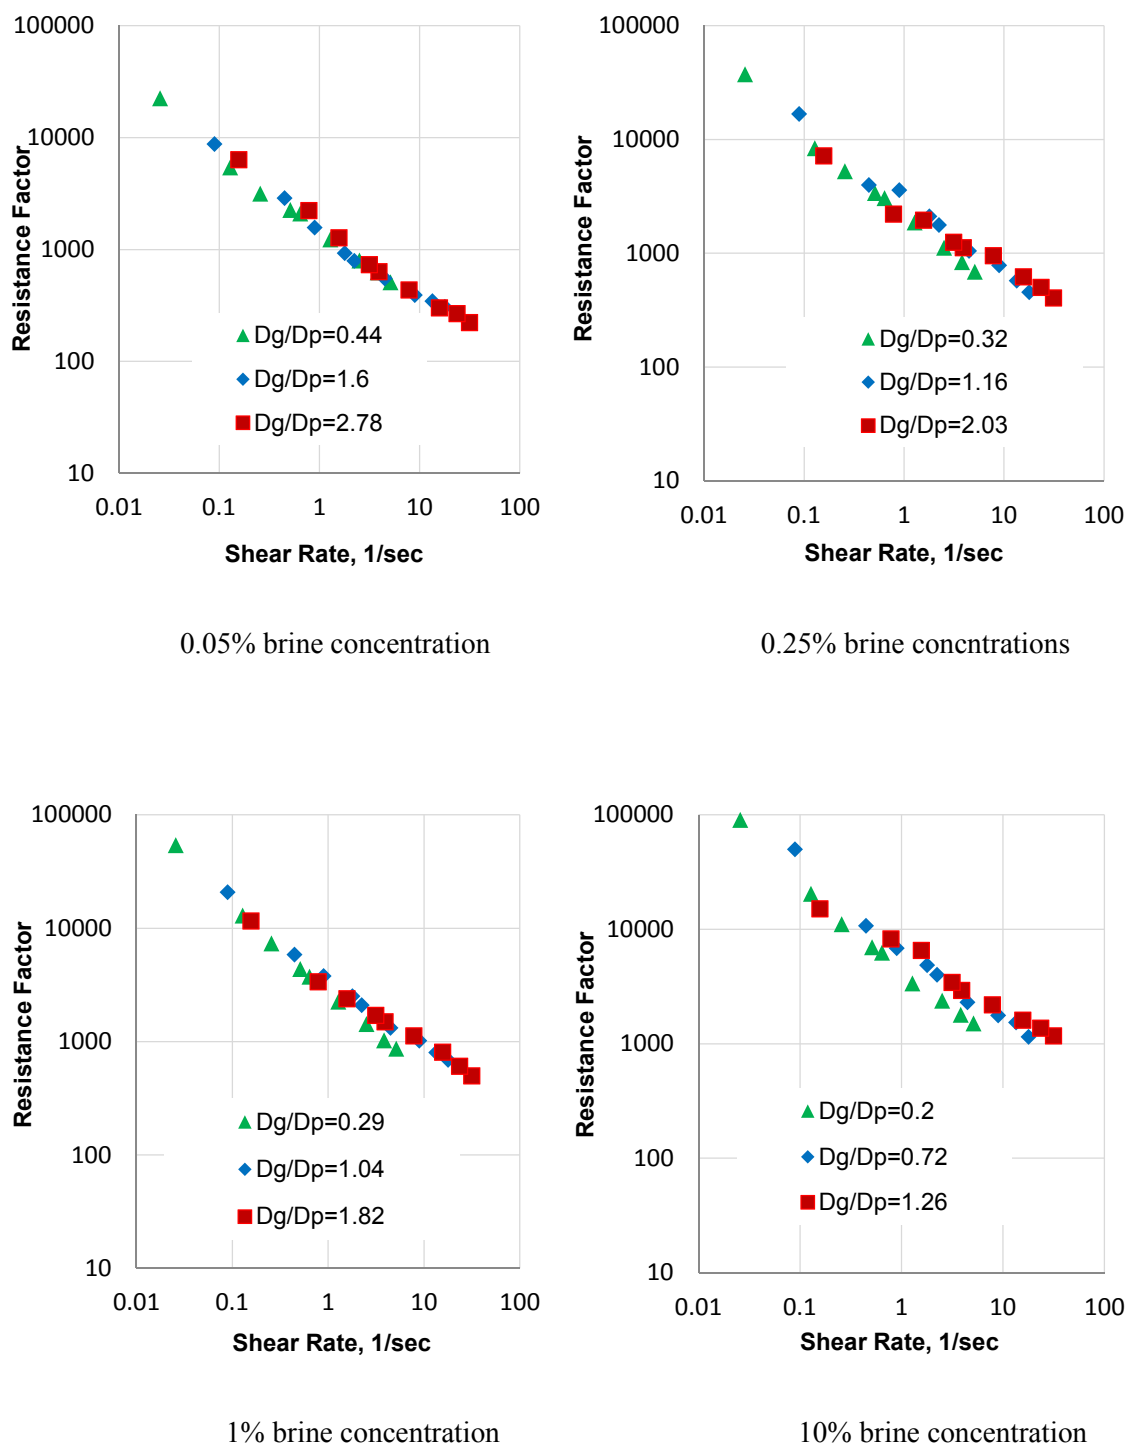 100000
10000
1000
100
10
Resistance Factor
Dg/Dp=0.44
Dg/Dp=1.6
Dg/Dp=2.78
0.01 0.1 1 10 100
Shear Rate, 1/sec
0.05% brine concentration
100000
10000
1000
100
10
Resistance Factor
Dg/Dp=0.32
Dg/Dp=1.16
Dg/Dp=2.03
0.01 0.1 1 10 100
Shear Rate, 1/sec
0.25% brine concntrations
100000
10000
1000
100
10
Resistance Factor
Dg/Dp=0.29
Dg/Dp=1.04
Dg/Dp=1.82
0.01 0.1 1 10 100
Shear Rate, 1/sec
1% brine concentration
100000
10000
1000
100
10
Resistance Factor
Dg/Dp=0.2
Dg/Dp=0.72
Dg/Dp=1.26
0.01 0.1 1 10 100
Shear Rate, 1/sec
10% brine concentration